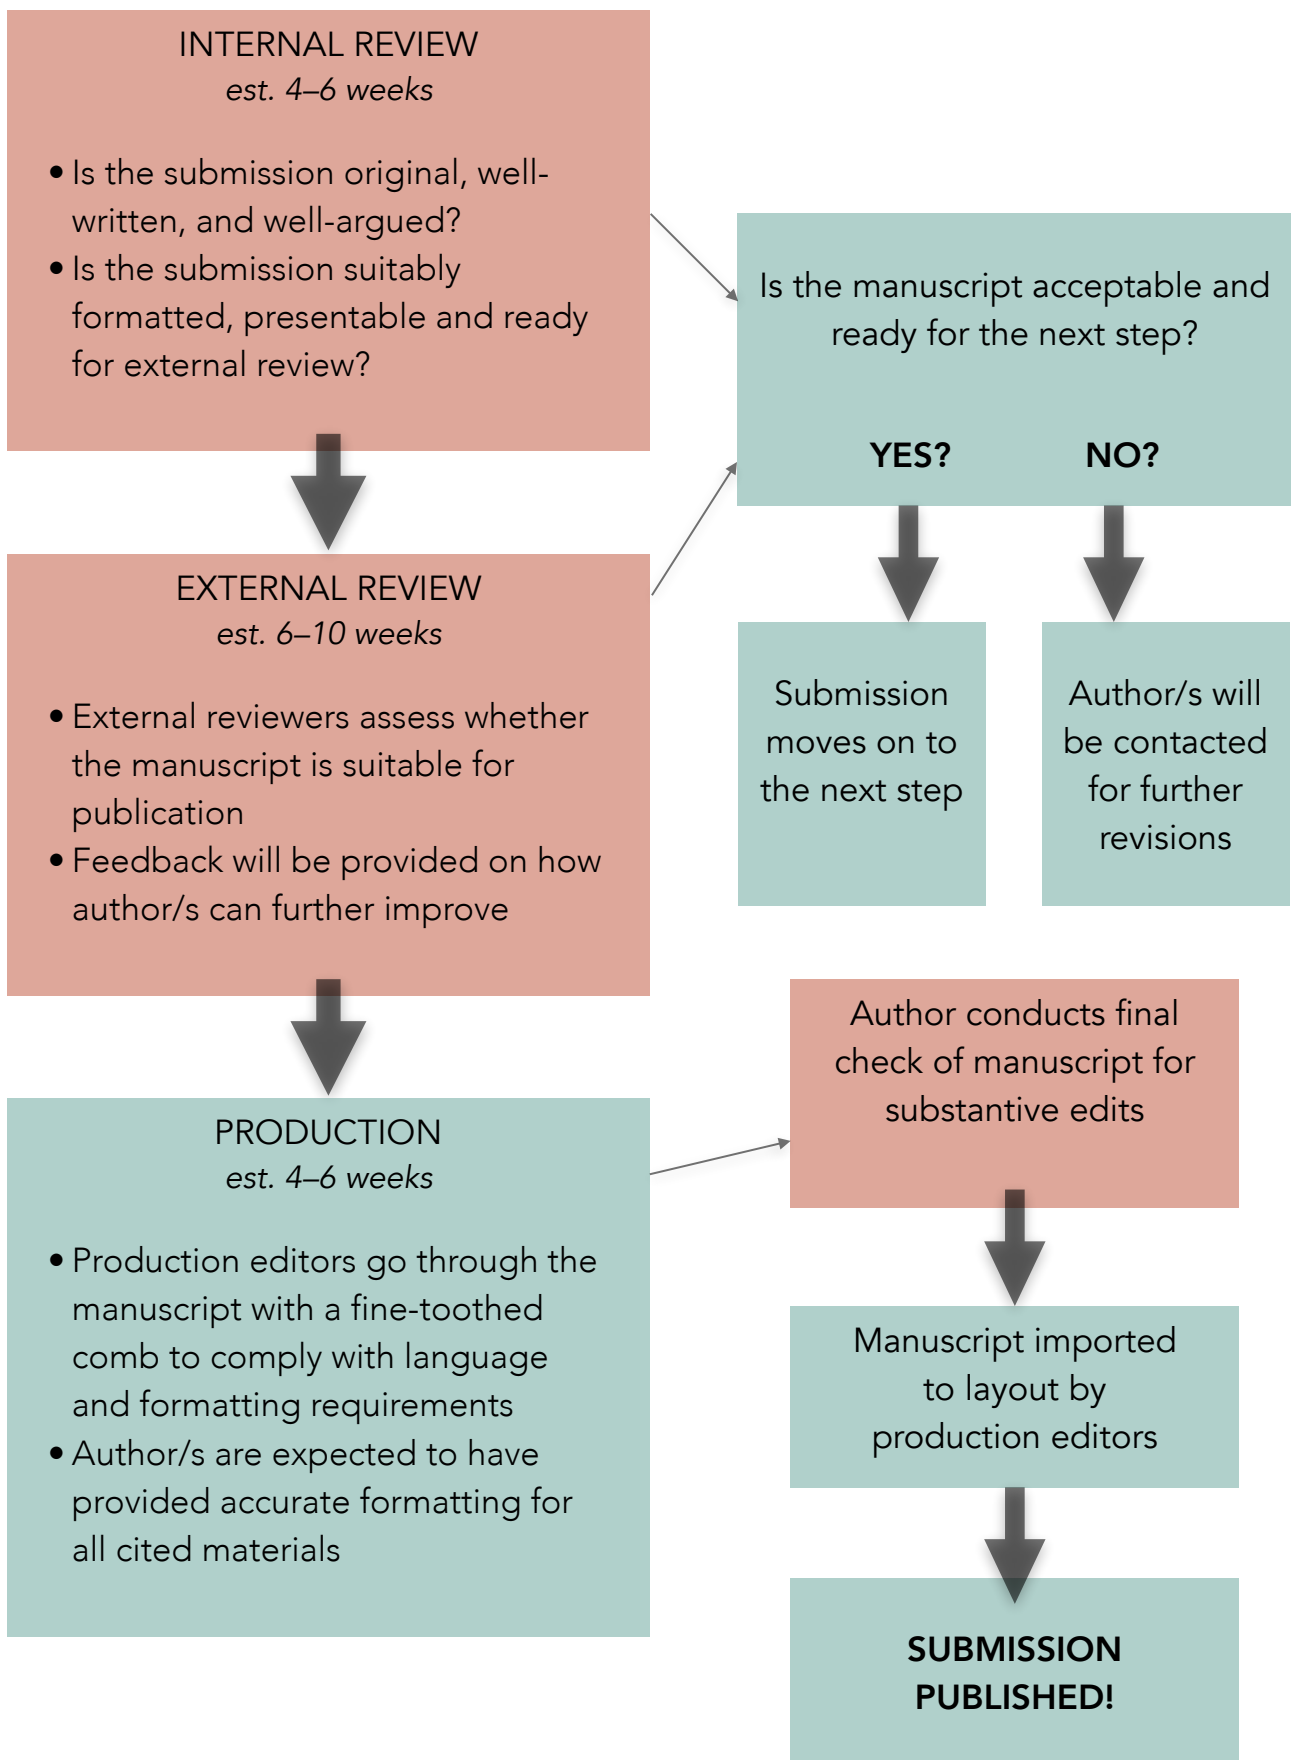 INTERNAL REVIEW
est. 4–6 weeks
• Is the submission original, well-
written, and well-argued?
• Is the submission suitably
formatted, presentable and ready
for external review?
Is the manuscript acceptable and
ready for the next step?
YES? NO?
Submission
moves on to
the next step
Author/s will
be contacted
for further
revisions
EXTERNAL REVIEW
est. 6–10 weeks
• External reviewers assess whether
the manuscript is suitable for
publication
• Feedback will be provided on how
author/s can further improve
PRODUCTION
est. 4–6 weeks
• Production editors go through the
manuscript with a fine-toothed
comb to comply with language
and formatting requirements
• Author/s are expected to have
provided accurate formatting for
all cited materials
Author conducts final
check of manuscript for
substantive edits
Manuscript imported
to layout by
production editors
SUBMISSION
PUBLISHED!